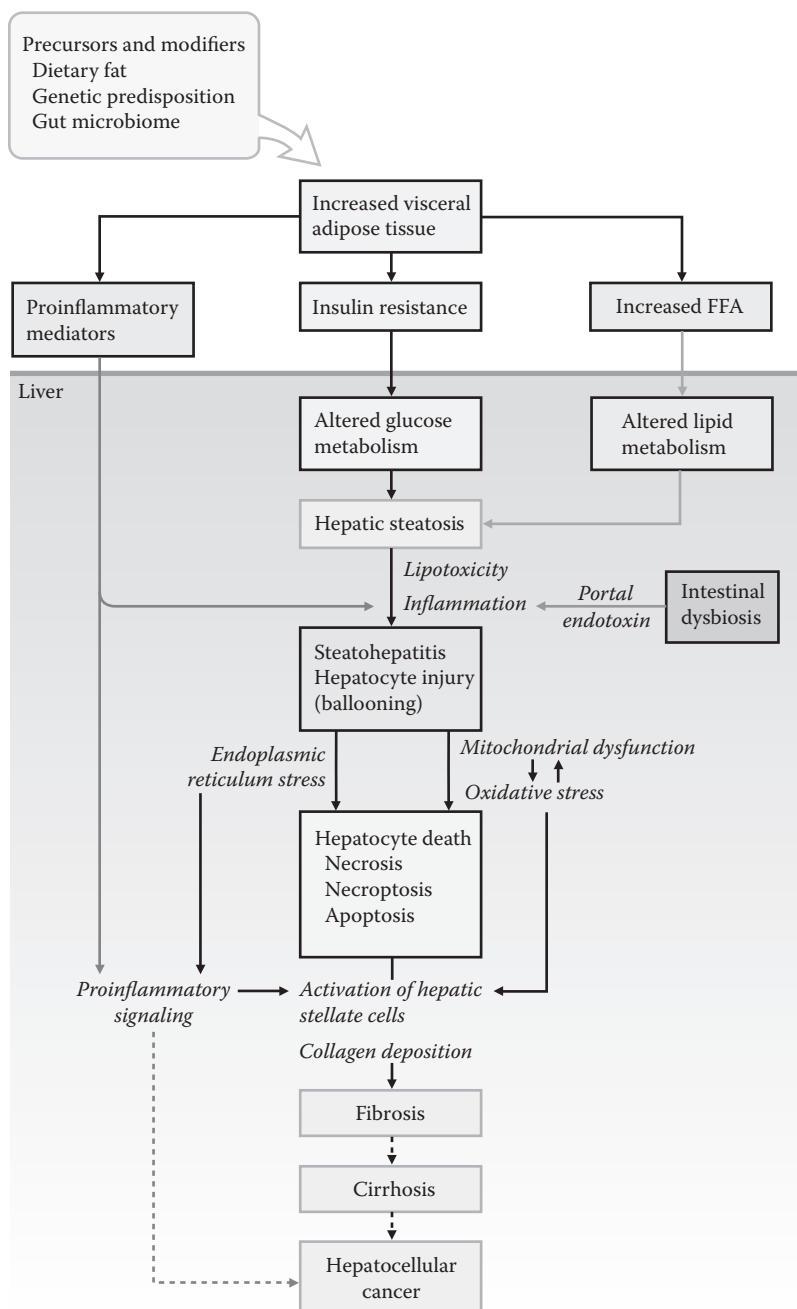 Precursors and modifiers
Dietary fat
Genetic predisposition
Gut microbiome
Increased visceral
adipose tissue
Proinflammatory
mediators
Insulin resistance
Increased FFA
Liver
Altered glucose
metabolism
Altered lipid
metabolism
Hepatic steatosis
Lipotoxicity
Inflammation
Portal
endotoxin
Intestinal
dysbiosis
Steatohepatitis
Hepatocyte injury
(ballooning)
Endoplasmic
reticulum stress
Mitochondrial dysfunction
Oxidative stress
Hepatocyte death
Necrosis
Necroptosis
Apoptosis
Proinflammatory
signaling
Activation of hepatic
stellate cells
Collagen deposition
Fibrosis
Cirrhosis
Hepatocellular
cancer